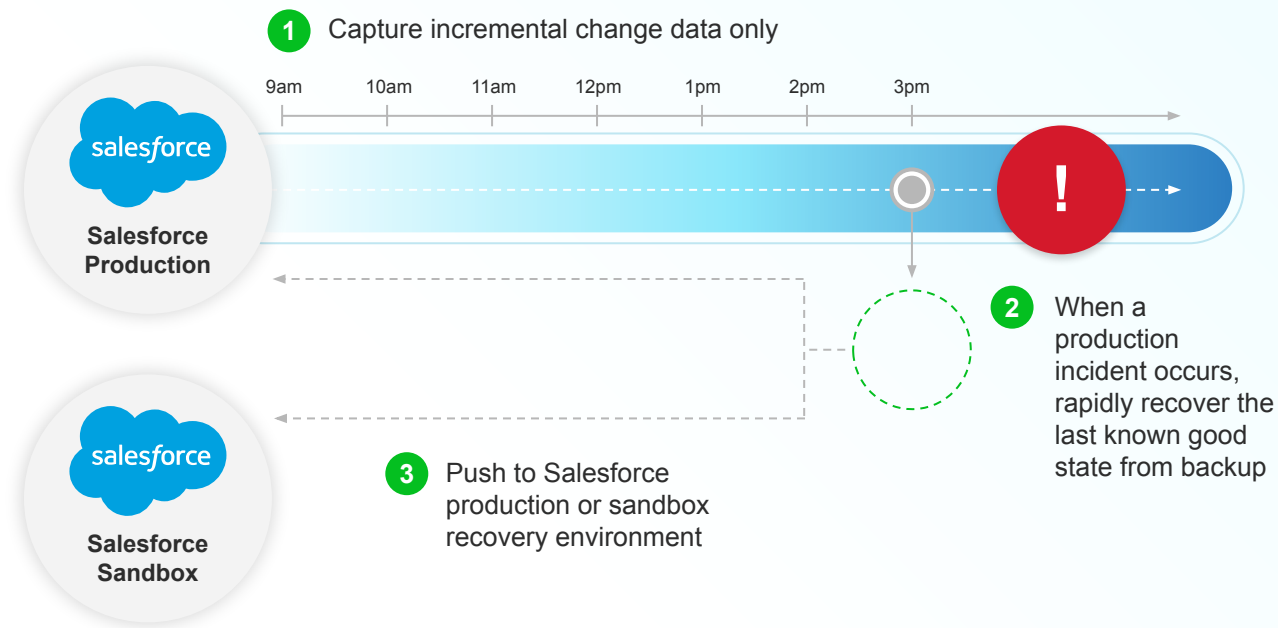 1 Capture incremental change data only
9am 10am 11am 12pm 1pm 2pm 3pm
salesforce
Salesforce
Production
!
2 When a
production
incident occurs,
rapidly recover the
last known good
state from backup
salesforce
Salesforce
Sandbox
3 Push to Salesforce
production or sandbox
recovery environment